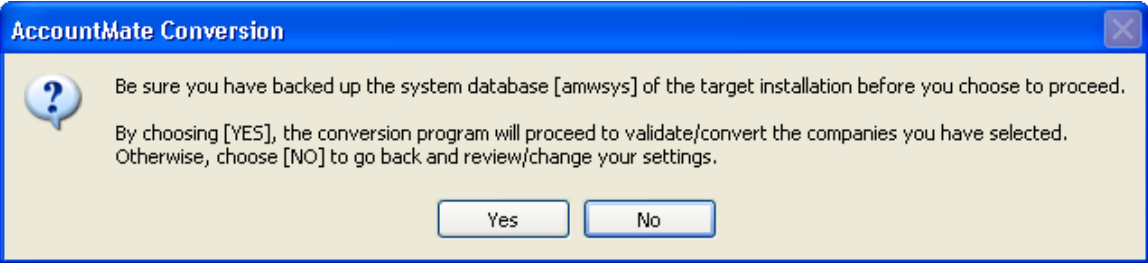 AccountMate Conversion
Be sure you have backed up the system database [amwsys] of the target installation before you choose to proceed.
By choosing [YES], the conversion program will proceed to validate/convert the companies you have selected.
Otherwise, choose [NO] to go back and review/change your settings.
Yes No